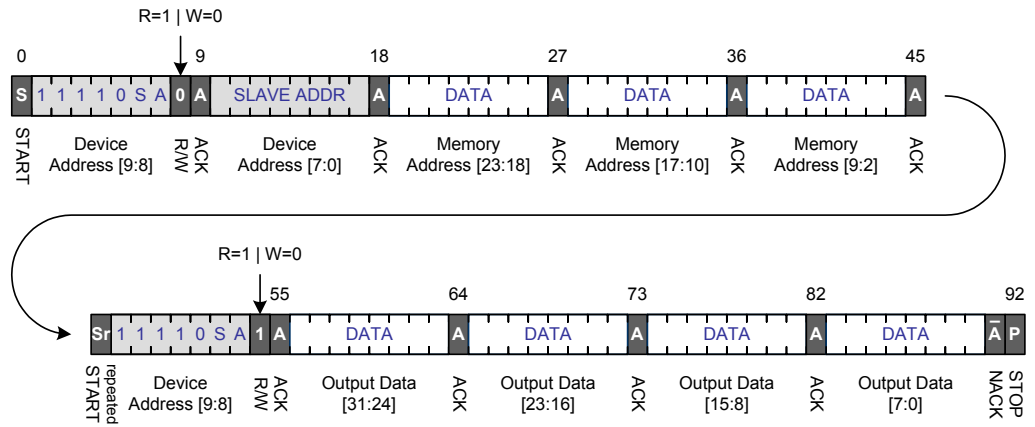 R=1 | W=0
0 9 18 27 36 45
S 1 1 1 1 0 S A 0 A SLAVE ADDR A DATA A DATA A DATA A
START
Device
Address [9:8]
R/W
ACK
Device
Address [7:0]
ACK
Memory
Address [23:18]
ACK
Memory
Address [17:10]
ACK
Memory
Address [9:2]
ACK
R=1 | W=0
55 64 73 82 92
Sr 1 1 1 1 0 S A 1 A DATA A DATA A DATA A DATA A̅ P
repeated
START
Device
Address [9:8]
R/W
ACK
Output Data
[31:24]
ACK
Output Data
[23:16]
ACK
Output Data
[15:8]
ACK
Output Data
[7:0]
NACK
STOP